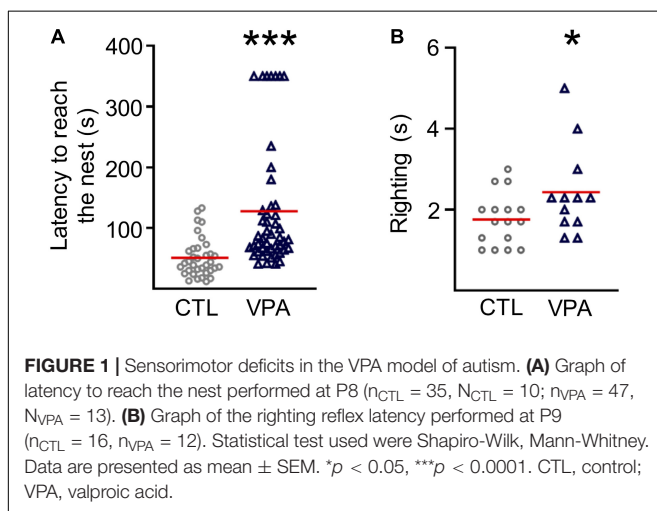 A
***
400
300
200
100
Latency to reach
the nest (s)
CTL
VPA
B
*
6
4
2
Righting (s)
CTL
VPA
FIGURE 1 | Sensorimotor deficits in the VPA model of autism. (A) Graph of
latency to reach the nest performed at P8 (nCTL = 35, NCTL = 10; nVPA = 47,
NVPA = 13). (B) Graph of the righting reflex latency performed at P9
(nCTL = 16, nVPA = 12). Statistical test used were Shapiro-Wilk, Mann-Whitney.
Data are presented as mean ± SEM. *p < 0.05, ***p < 0.0001. CTL, control;
VPA, valproic acid.